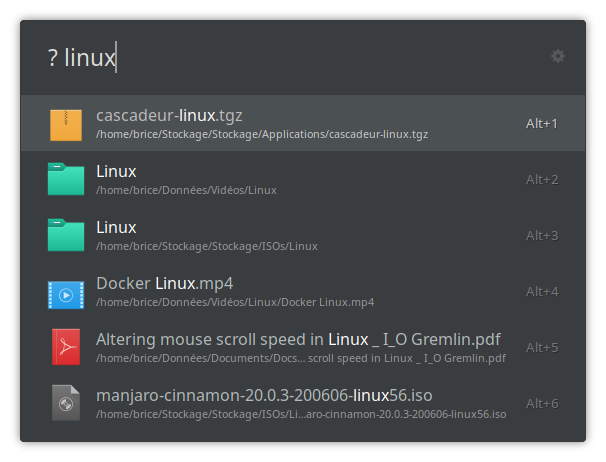 ? linux
cascadeur-linux.tgz
/home/brice/Stockage/Stockage/Applications/cascadeur-linux.tgz
Alt+1
Linux
/home/brice/Données/Vidéos/Linux
Alt+2
Linux
/home/brice/Stockage/Stockage/ISOs/Linux
Alt+3
Docker Linux.mp4
/home/brice/Données/Vidéos/Linux/Docker Linux.mp4
Alt+4
Altering mouse scroll speed in Linux _ I_O Gremlin.pdf
/home/brice/Données/Documents/Docs... scroll speed in Linux _ I_O Gremlin.pdf
Alt+5
manjaro-cinnamon-20.0.3-200606-linux56.iso
/home/brice/Stockage/Stockage/ISOs/Li...aro-cinnamon-20.0.3-200606-linux56.iso
Alt+6